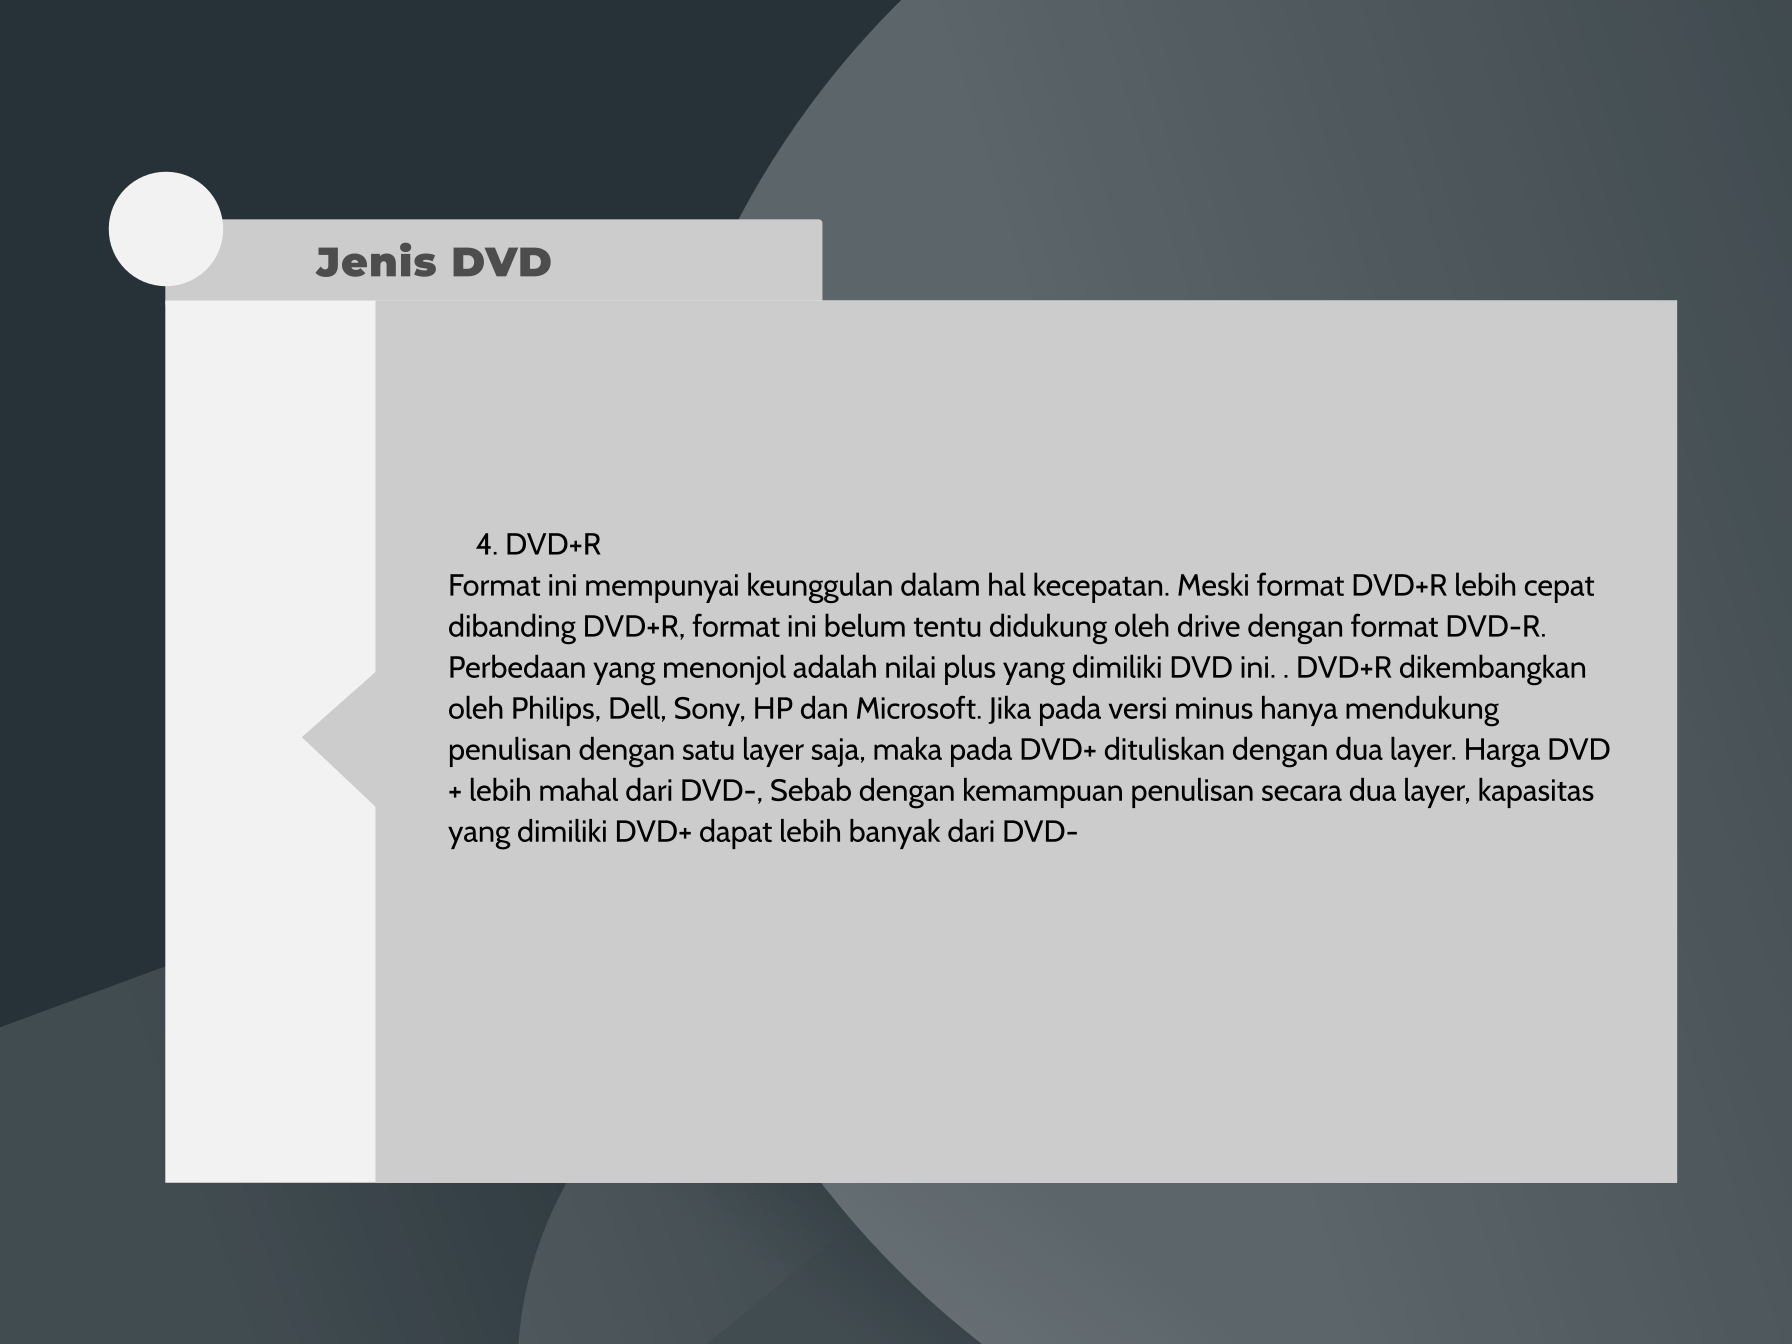 Jenis DVD
4. DVD+R
Format ini mempunyai keunggulan dalam hal kecepatan. Meski format DVD+R lebih cepat
dibanding DVD+R, format ini belum tentu didukung oleh drive dengan format DVD-R.
Perbedaan yang menonjol adalah nilai plus yang dimiliki DVD ini. . DVD+R dikembangkan
oleh Philips, Dell, Sony, HP dan Microsoft. Jika pada versi minus hanya mendukung
penulisan dengan satu layer saja, maka pada DVD+ dituliskan dengan dua layer. Harga DVD
+ lebih mahal dari DVD-, Sebab dengan kemampuan penulisan secara dua layer, kapasitas
yang dimiliki DVD+ dapat lebih banyak dari DVD-